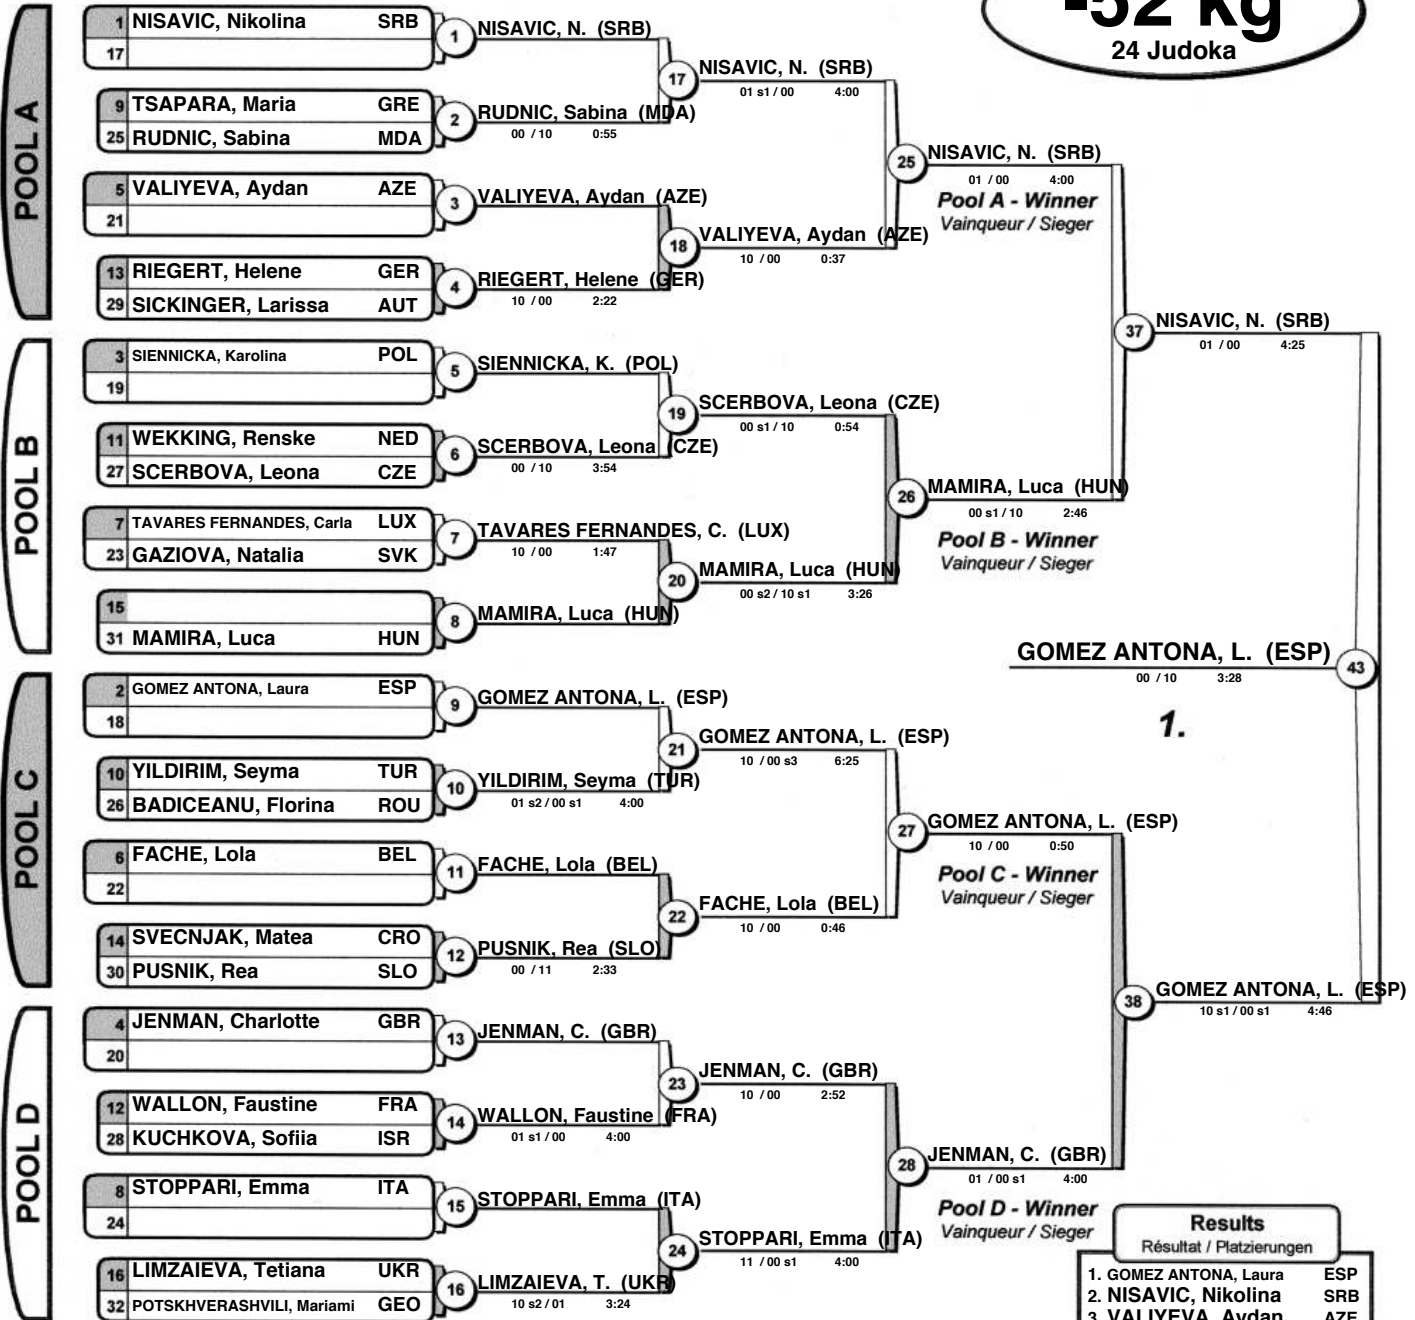 -52 kg
24 Judoka
POOL A
1 NISAVIC, Nikolina SRB
17
9 TSAPARA, Maria GRE
25 RUDNIC, Sabina MDA
5 VALIYEVA, Aydan AZE
21
13 RIEGERT, Helene GER
29 SICKINGER, Larissa AUT
POOL B
3 SIENNICKA, Karolina POL
19
11 WEKKING, Renske NED
27 SCERBOVA, Leona CZE
7 TAVARES FERNANDES, Carla LUX
23 GAZIOVA, Natalia SVK
15
31 MAMIRA, Luca HUN
POOL C
2 GOMEZ ANTONA, Laura ESP
18
10 YILDIRIM, Seyma TUR
26 BADICEANU, Florina ROU
6 FACHE, Lola BEL
22
14 SVECNJAK, Matea CRO
30 PUSNIK, Rea SLO
POOL D
4 JENMAN, Charlotte GBR
20
12 WALLON, Faustine FRA
28 KUCHKOVA, Sofiia ISR
8 STOPPARI, Emma ITA
24
16 LIMZAIEVA, Tetiana UKR
32 POTSKHVERASHVILI, Mariami GEO
1 NISAVIC, N. (SRB)
2 RUDNIC, Sabina (MDA)
00 / 10 0:55
3 VALIYEVA, Aydan (AZE)
4 RIEGERT, Helene (GER)
10 / 00 2:22
5 SIENNICKA, K. (POL)
6 SCERBOVA, Leona (CZE)
00 / 10 3:54
7 TAVARES FERNANDES, C. (LUX)
10 / 00 1:47
8 MAMIRA, Luca (HUN)
9 GOMEZ ANTONA, L. (ESP)
10 YILDIRIM, Seyma (TUR)
01 s2 / 00 s1 4:00
11 FACHE, Lola (BEL)
12 PUSNIK, Rea (SLO)
00 / 11 2:33
13 JENMAN, C. (GBR)
14 WALLON, Faustine (FRA)
01 s1 / 00 4:00
15 STOPPARI, Emma (ITA)
16 LIMZAIEVA, T. (UKR)
10 s2 / 01 3:24
17 NISAVIC, N. (SRB)
01 s1 / 00 4:00
18 VALIYEVA, Aydan (AZE)
10 / 00 0:37
19 SCERBOVA, Leona (CZE)
00 s1 / 10 0:54
20 MAMIRA, Luca (HUN)
00 s2 / 10 s1 3:26
21 GOMEZ ANTONA, L. (ESP)
10 / 00 s3 6:25
22 FACHE, Lola (BEL)
10 / 00 0:46
23 JENMAN, C. (GBR)
10 / 00 2:52
24 STOPPARI, Emma (ITA)
11 / 00 s1 4:00
25 NISAVIC, N. (SRB)
01 / 00 4:00
Pool A - Winner
Vainqueur / Sieger
26 MAMIRA, Luca (HUN)
00 s1 / 10 2:46
Pool B - Winner
Vainqueur / Sieger
27 GOMEZ ANTONA, L. (ESP)
10 / 00 0:50
Pool C - Winner
Vainqueur / Sieger
28 JENMAN, C. (GBR)
01 / 00 s1 4:00
Pool D - Winner
Vainqueur / Sieger
37 NISAVIC, N. (SRB)
01 / 00 4:25
38 GOMEZ ANTONA, L. (ESP)
10 s1 / 00 s1 4:46
GOMEZ ANTONA, L. (ESP) 43
00 / 10 3:28
1.
Results
Résultat / Platzierungen
1. GOMEZ ANTONA, Laura ESP
2. NISAVIC, Nikolina SRB
3. VALIYEVA, Aydan AZE